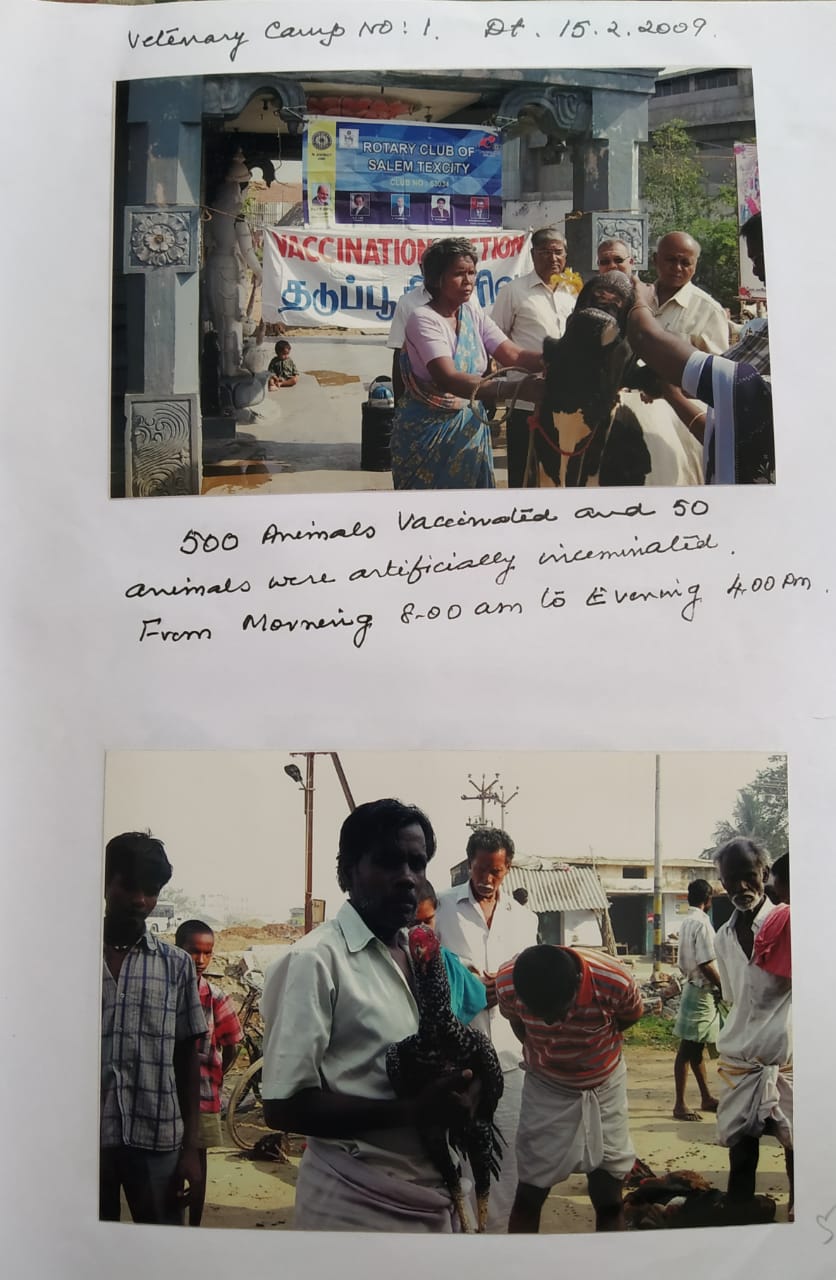 Vetenary Camp NO: 1. Dt. 15.2.2009.
ROTARY CLUB OF
SALEM TEXCITY
VACCINATION
தடுப்பூ
500 Animals Vaccinated and 50
animals were artificially inceminated.
From Morning 8-00 am to Evening 4.00 Pm.